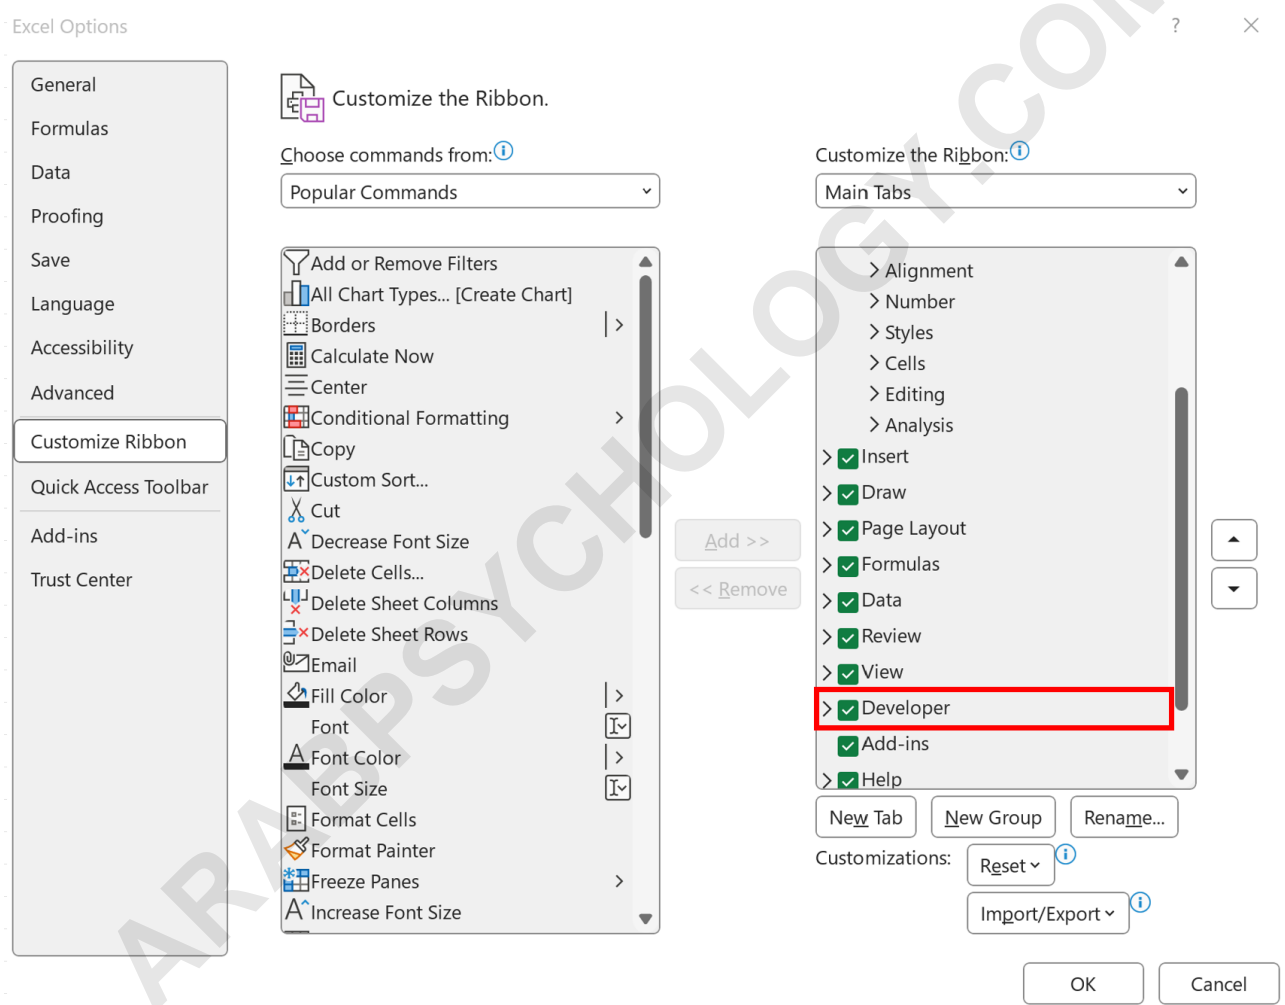 Excel Options
?
General
Formulas
Data
Proofing
Save
Language
Accessibility
Advanced
Customize Ribbon
Quick Access Toolbar
Add-ins
Trust Center
Customize the Ribbon.
Choose commands from:
Popular Commands
Add or Remove Filters
All Chart Types... [Create Chart]
Borders
Calculate Now
Center
Conditional Formatting
Copy
Custom Sort...
Cut
Decrease Font Size
Delete Cells...
Delete Sheet Columns
Delete Sheet Rows
Email
Fill Color
Font
Font Color
Font Size
Format Cells
Format Painter
Freeze Panes
Increase Font Size
Add >>
<< Remove
Customize the Ribbon:
Main Tabs
Alignment
Number
Styles
Cells
Editing
Analysis
Insert
Draw
Page Layout
Formulas
Data
Review
View
Developer
Add-ins
Help
New Tab
New Group
Rename...
Customizations:
Reset
Import/Export
OK
Cancel
ARABPSYCHOLOGY.COM